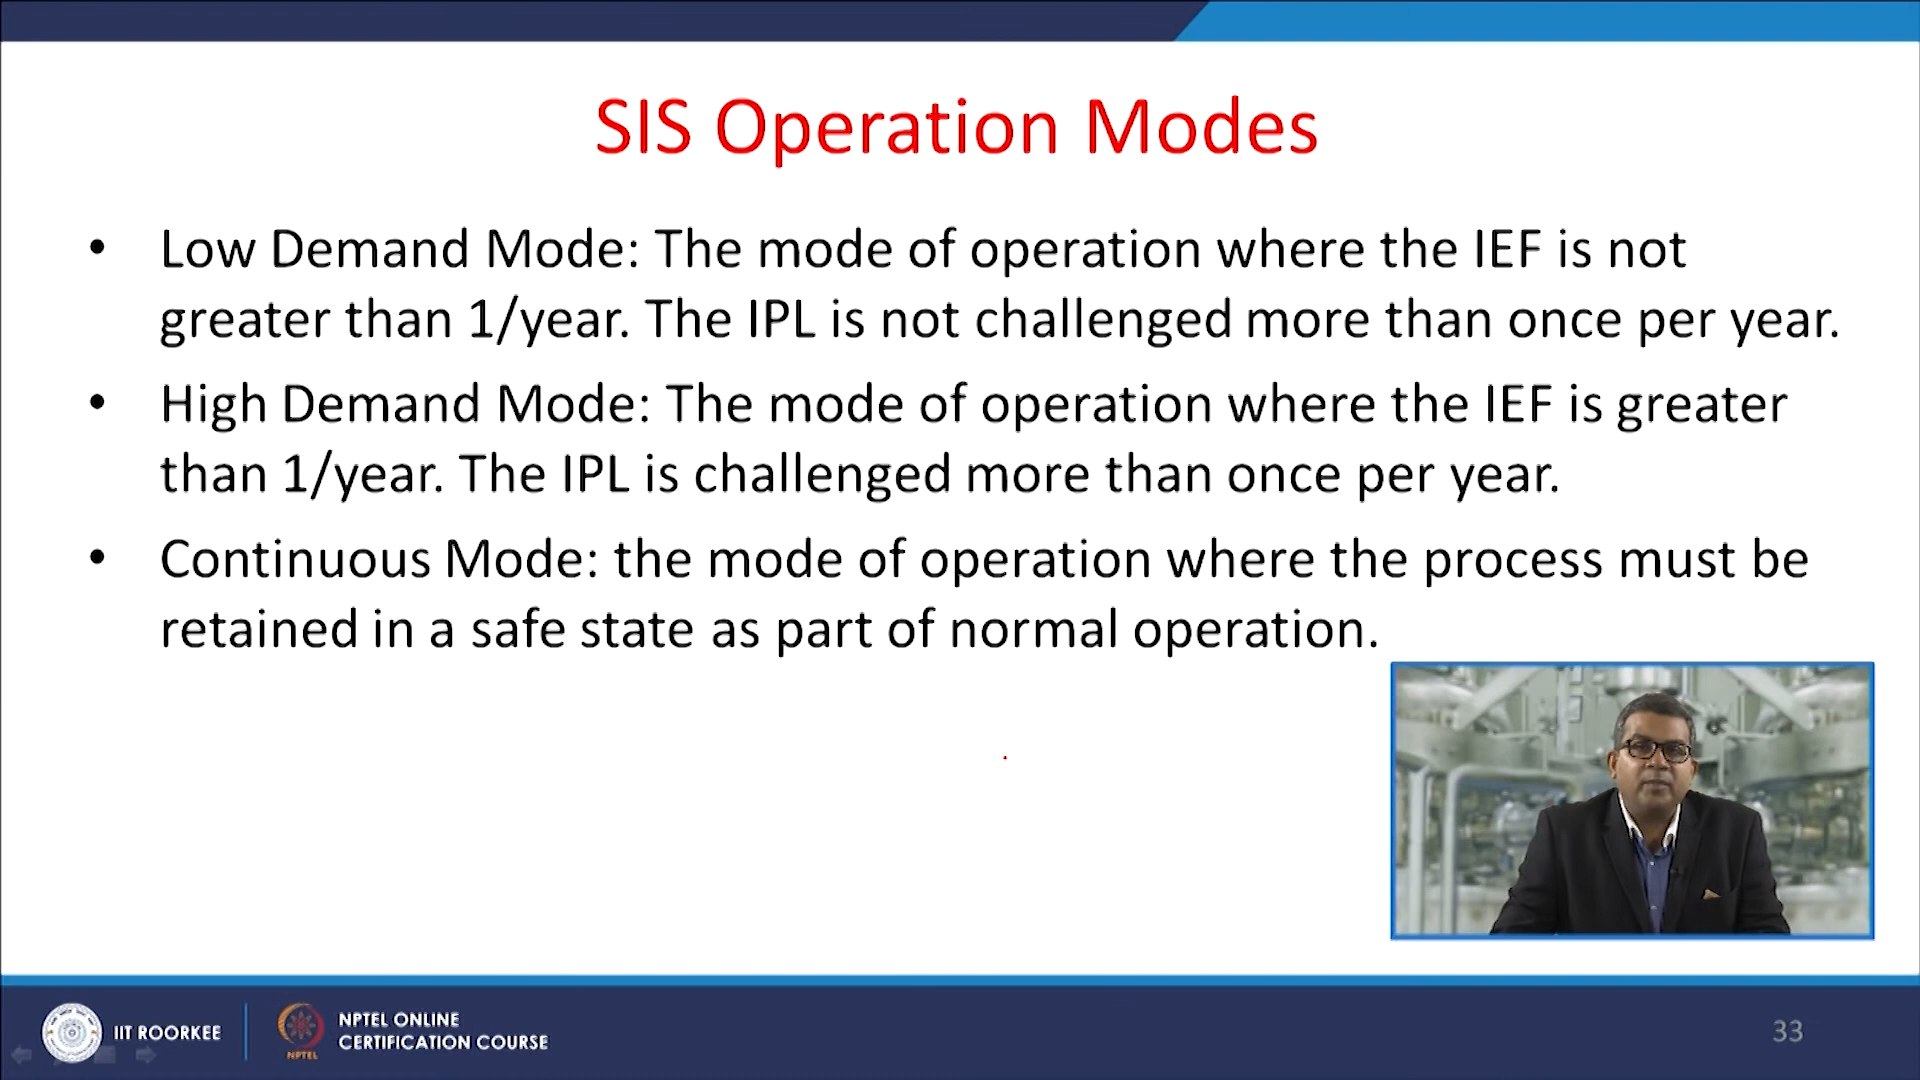 SIS Operation Modes
• Low Demand Mode: The mode of operation where the IEF is not
greater than 1/year. The IPL is not challenged more than once per year.
• High Demand Mode: The mode of operation where the IEF is greater
than 1/year. The IPL is challenged more than once per year.
• Continuous Mode: the mode of operation where the process must be
retained in a safe state as part of normal operation.
IIT ROORKEE
NPTEL
NPTEL ONLINE
CERTIFICATION COURSE
33